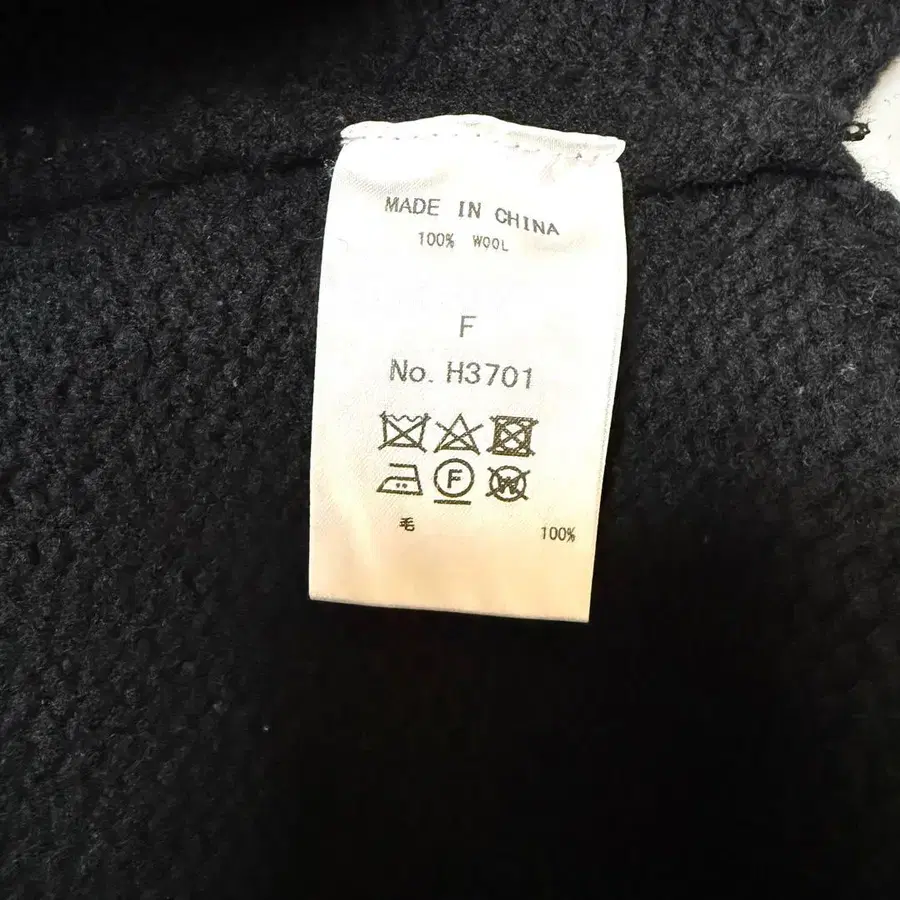 MADE IN CHINA
100% WOOL
F
No. H3701
F
W
毛 100%